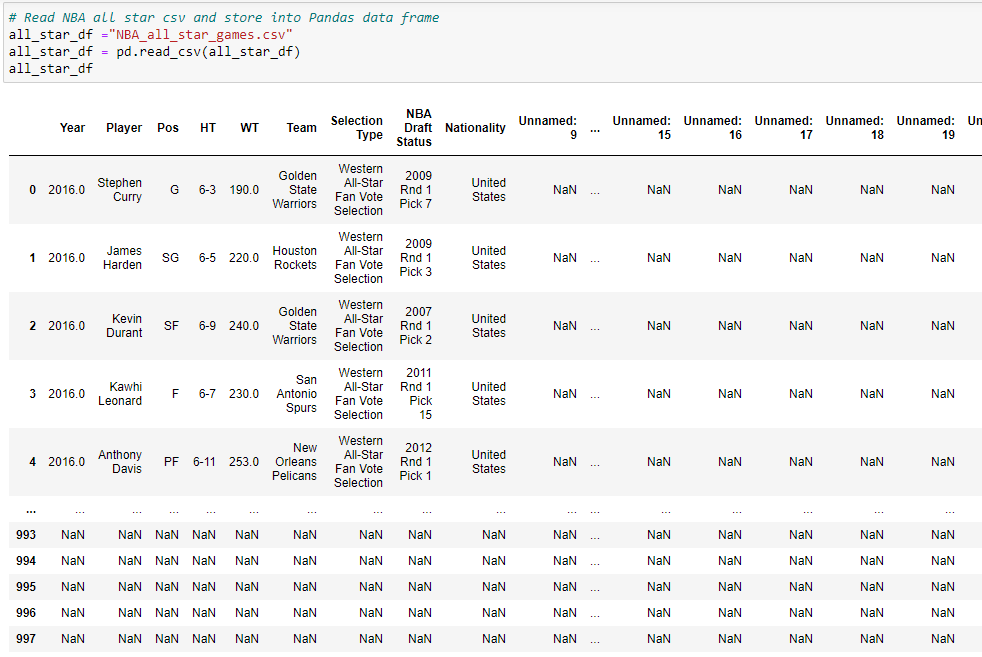 # Read NBA all star csv and store into Pandas data frame
all_star_df ="NBA_all_star_games.csv"
all_star_df = pd.read_csv(all_star_df)
all_star_df
Year Player Pos HT WT Team Selection Type NBA Draft Status Nationality Unnamed: 9 ... Unnamed: 15 Unnamed: 16 Unnamed: 17 Unnamed: 18 Unnamed: 19 Un
0 2016.0 Stephen Curry G 6-3 190.0 Golden State Warriors Western All-Star Fan Vote Selection 2009 Rnd 1 Pick 7 United States NaN ... NaN NaN NaN NaN NaN
1 2016.0 James Harden SG 6-5 220.0 Houston Rockets Western All-Star Fan Vote Selection 2009 Rnd 1 Pick 3 United States NaN ... NaN NaN NaN NaN NaN
2 2016.0 Kevin Durant SF 6-9 240.0 Golden State Warriors Western All-Star Fan Vote Selection 2007 Rnd 1 Pick 2 United States NaN ... NaN NaN NaN NaN NaN
3 2016.0 Kawhi Leonard F 6-7 230.0 San Antonio Spurs Western All-Star Fan Vote Selection 2011 Rnd 1 Pick 15 United States NaN ... NaN NaN NaN NaN NaN
4 2016.0 Anthony Davis PF 6-11 253.0 New Orleans Pelicans Western All-Star Fan Vote Selection 2012 Rnd 1 Pick 1 United States NaN ... NaN NaN NaN NaN NaN
... ... ... ... ... ... ... ... ... ... ... ... ... ... ... ... ...
993 NaN NaN NaN NaN NaN NaN NaN NaN NaN NaN ... NaN NaN NaN NaN NaN
994 NaN NaN NaN NaN NaN NaN NaN NaN NaN NaN ... NaN NaN NaN NaN NaN
995 NaN NaN NaN NaN NaN NaN NaN NaN NaN NaN ... NaN NaN NaN NaN NaN
996 NaN NaN NaN NaN NaN NaN NaN NaN NaN NaN ... NaN NaN NaN NaN NaN
997 NaN NaN NaN NaN NaN NaN NaN NaN NaN NaN ... NaN NaN NaN NaN NaN